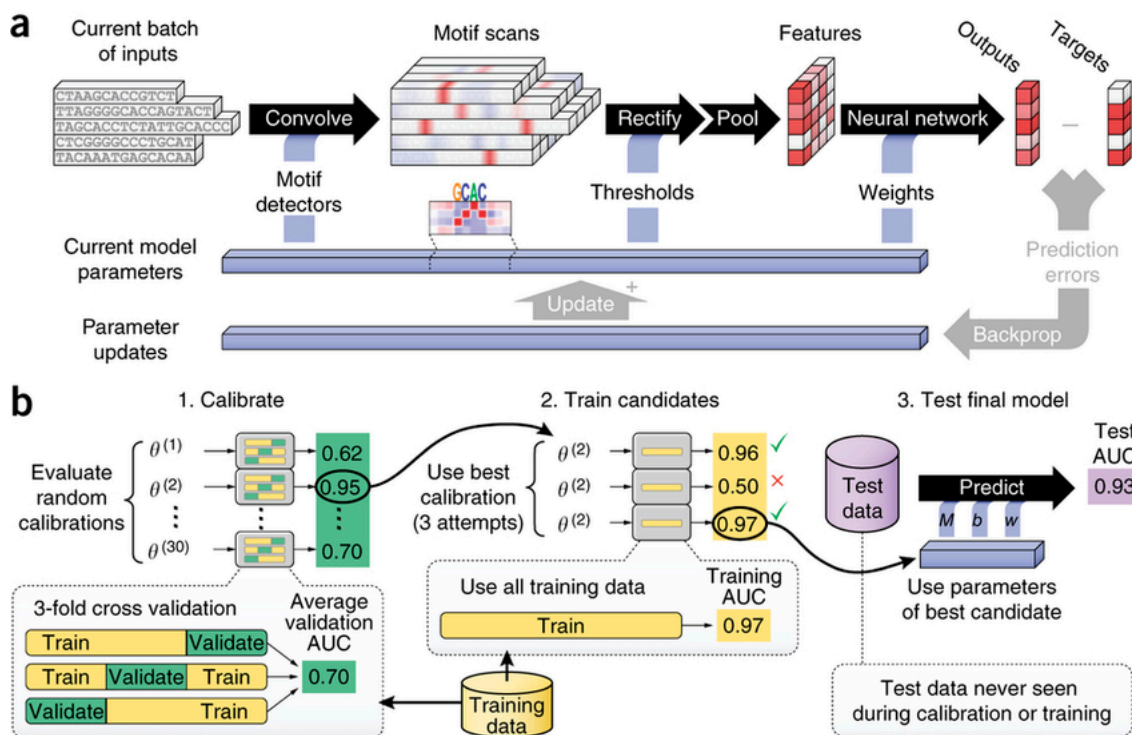 a
Current batch
of inputs
Motif scans
Features
Outputs
Targets
CTAAGCACCGTCT
TTAGGGGCACCAGTACT
TAGCACCTCTATTGCACCC
CTCGGGGCCCTGCAT
TACAAATGAGCACAA
Convolve
Rectify
Pool
Neural network
–
Motif
detectors
GCAC
Thresholds
Weights
Current model
parameters
Prediction
errors
+
Update
Parameter
updates
Backprop
b
1. Calibrate
2. Train candidates
3. Test final model
Evaluate
random
calibrations
θ(1)
θ(2)
θ(30)
0.62
0.95
0.70
Use best
calibration
(3 attempts)
θ(2)
θ(2)
θ(2)
0.96
0.50
0.97
Test
data
Predict
Test
AUC
0.93
M b w
Use parameters
of best candidate
3-fold cross validation
Average
validation
AUC
Train Validate
Train Validate Train
Validate Train
0.70
Use all training data
Training
AUC
Train
0.97
Training
data
Test data never seen
during calibration or training